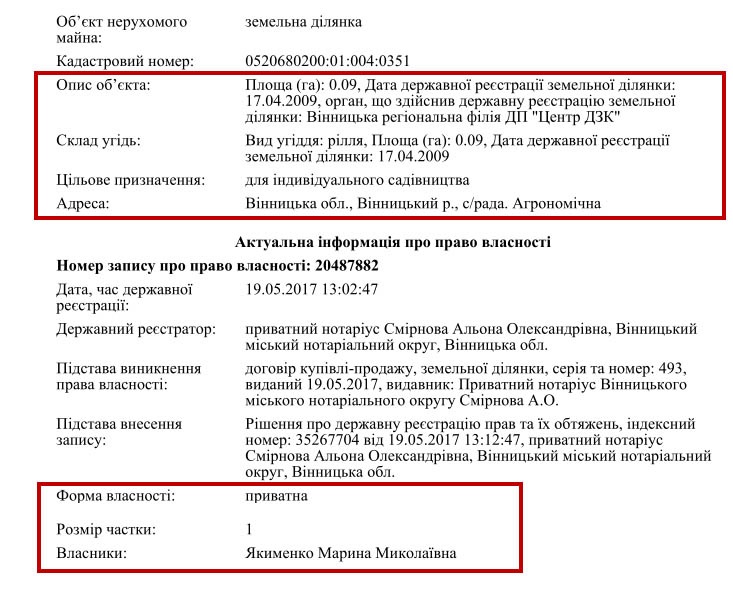 Об’єкт нерухомого земельна ділянка
майна:
Кадастровий номер: 0520680200:01:004:0351
Опис об’єкта: Площа (га): 0.09, Дата державної реєстрації земельної ділянки:
17.04.2009, орган, що здійснив державну реєстрацію земельної
ділянки: Вінницька регіональна філія ДП "Центр ДЗК"
Склад угідь: Вид угіддя: рілля, Площа (га): 0.09, Дата державної реєстрації
земельної ділянки: 17.04.2009
Цільове призначення: для індивідуального садівництва
Адреса: Вінницька обл., Вінницький р., с/рада. Агрономічна
Актуальна інформація про право власності
Номер запису про право власності: 20487882
Дата, час державної 19.05.2017 13:02:47
реєстрації:
Державний реєстратор: приватний нотаріус Смірнова Альона Олександрівна, Вінницький
міський нотаріальний округ, Вінницька обл.
Підстава виникнення договір купівлі-продажу, земельної ділянки, серія та номер: 493,
права власності: виданий 19.05.2017, видавник: Приватний нотаріус Вінницького
міського нотаріального округу Смірнова А.О.
Підстава внесення Рішення про державну реєстрацію прав та їх обтяжень, індексний
запису: номер: 35267704 від 19.05.2017 13:12:47, приватний нотаріус
Смірнова Альона Олександрівна, Вінницький міський нотаріальний
округ, Вінницька обл.
Форма власності: приватна
Розмір частки: 1
Власники: Якименко Марина Миколаївна